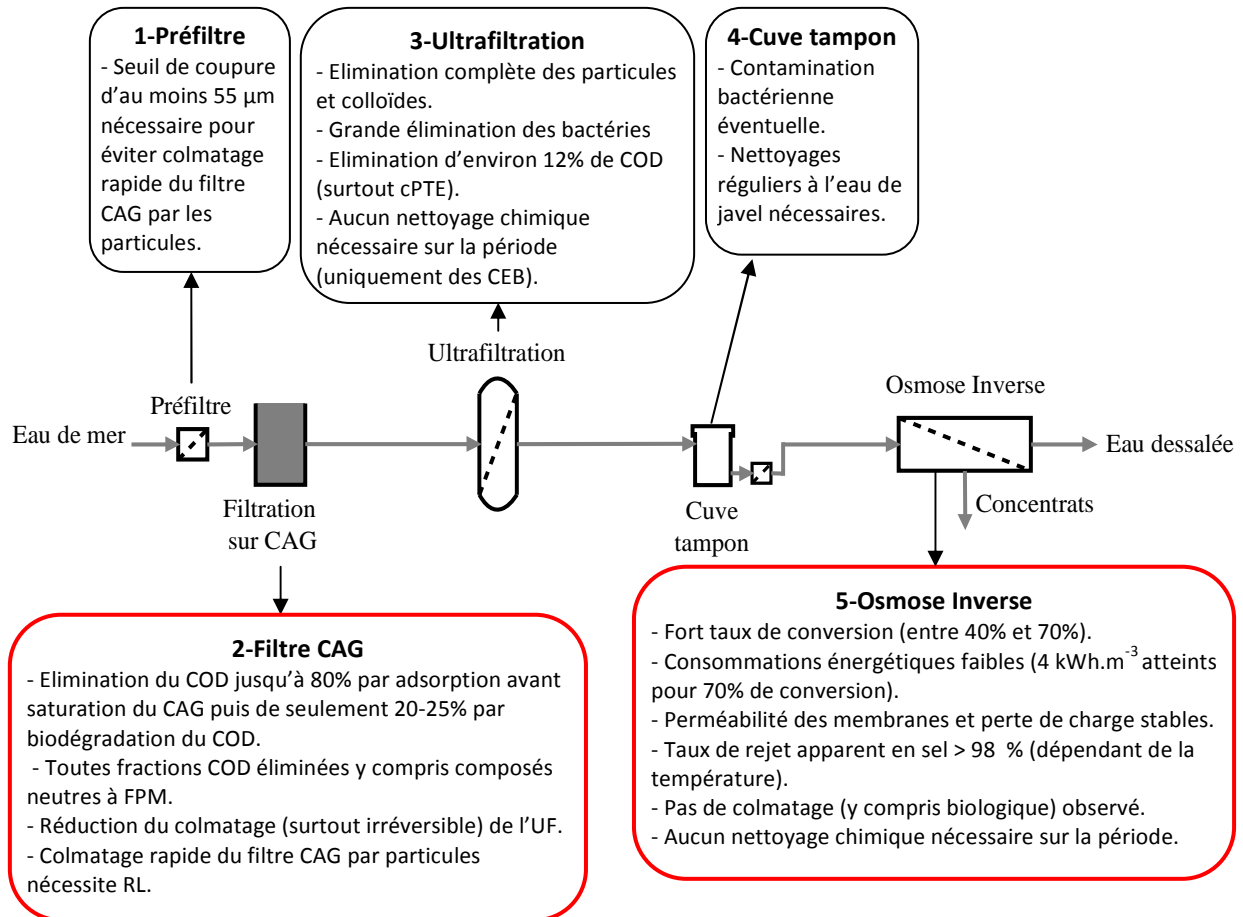 1-Préfiltre
- Seuil de coupure
d'au moins 55 µm
nécessaire pour
éviter colmatage
rapide du filtre
CAG par les
particules.
3-Ultrafiltration
- Elimination complète des particules
et colloïdes.
- Grande élimination des bactéries
- Elimination d'environ 12% de COD
(surtout cPTE).
- Aucun nettoyage chimique
nécessaire sur la période
(uniquement des CEB).
4-Cuve tampon
- Contamination
bactérienne
éventuelle.
- Nettoyages
réguliers à l'eau de
javel nécessaires.
Ultrafiltration
Osmose Inverse
Préfiltre
Eau de mer
Eau dessalée
Filtration
sur CAG
Cuve
tampon
Concentrats
2-Filtre CAG
- Elimination du COD jusqu'à 80% par adsorption avant
saturation du CAG puis de seulement 20-25% par
biodégradation du COD.
- Toutes fractions COD éliminées y compris composés
neutres à FPM.
- Réduction du colmatage (surtout irréversible) de l'UF.
- Colmatage rapide du filtre CAG par particules
nécessite RL.
5-Osmose Inverse
- Fort taux de conversion (entre 40% et 70%).
- Consommations énergétiques faibles (4 kWh.m⁻³ atteints
pour 70% de conversion).
- Perméabilité des membranes et perte de charge stables.
- Taux de rejet apparent en sel > 98 % (dépendant de la
température).
- Pas de colmatage (y compris biologique) observé.
- Aucun nettoyage chimique nécessaire sur la période.